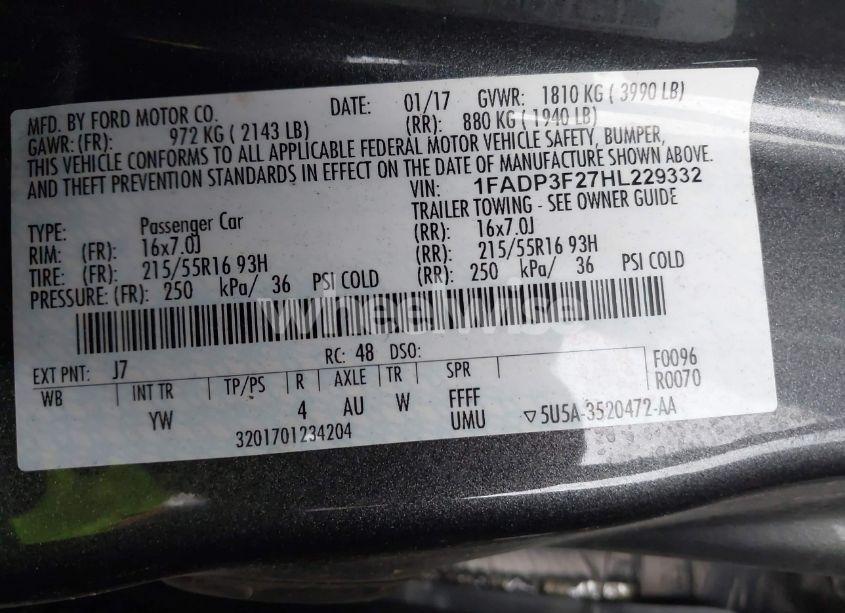 MFD. BY FORD MOTOR CO. DATE: 01/17 GVWR: 1810 KG ( 3990 LB)
GAWR: (FR): 972 KG ( 2143 LB) (RR): 880 KG ( 1940 LB)
THIS VEHICLE CONFORMS TO ALL APPLICABLE FEDERAL MOTOR VEHICLE SAFETY, BUMPER,
AND THEFT PREVENTION STANDARDS IN EFFECT ON THE DATE OF MANUFACTURE SHOWN ABOVE.
VIN: 1FADP3F27HL229332
TYPE: Passenger Car TRAILER TOWING - SEE OWNER GUIDE
RIM: (FR): 16x7.0J (RR): 16x7.0J
TIRE: (FR): 215/55R16 93H (RR): 215/55R16 93H
PRESSURE: (FR): 250 kPa/ 36 PSI COLD (RR): 250 kPa/ 36 PSI COLD
Wheelwise
EXT PNT: J7 RC: 48 DSO: F0096
WB INT TR TP/PS R AXLE TR SPR R0070
YW 4 AU W FFFF
UMU ▽5U5A-3520472-AA
3201701234204